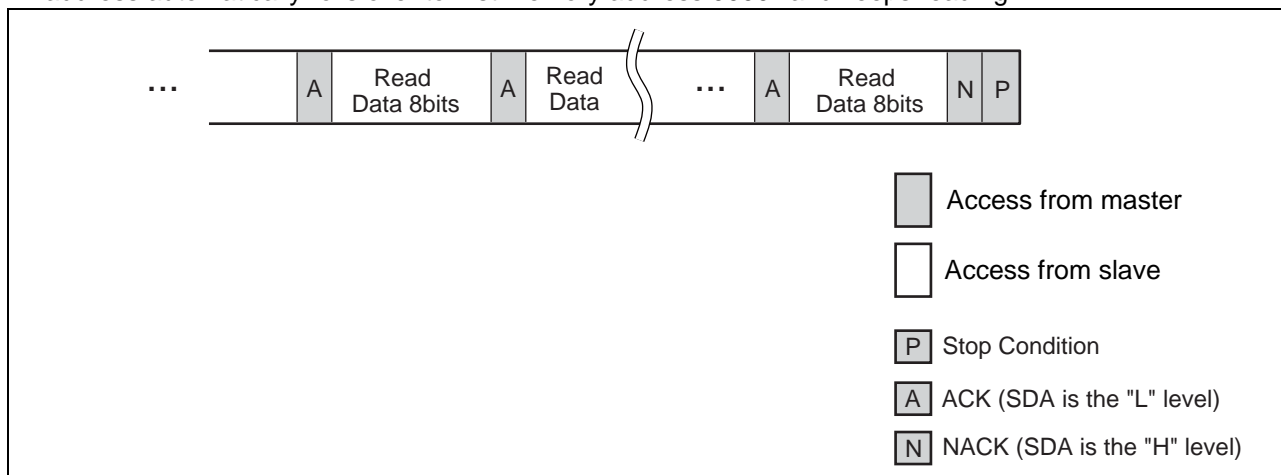 ... A Read Data 8bits A Read Data ... A Read Data 8bits N P
Access from master
Access from slave
P Stop Condition
A ACK (SDA is the "L" level)
N NACK (SDA is the "H" level)